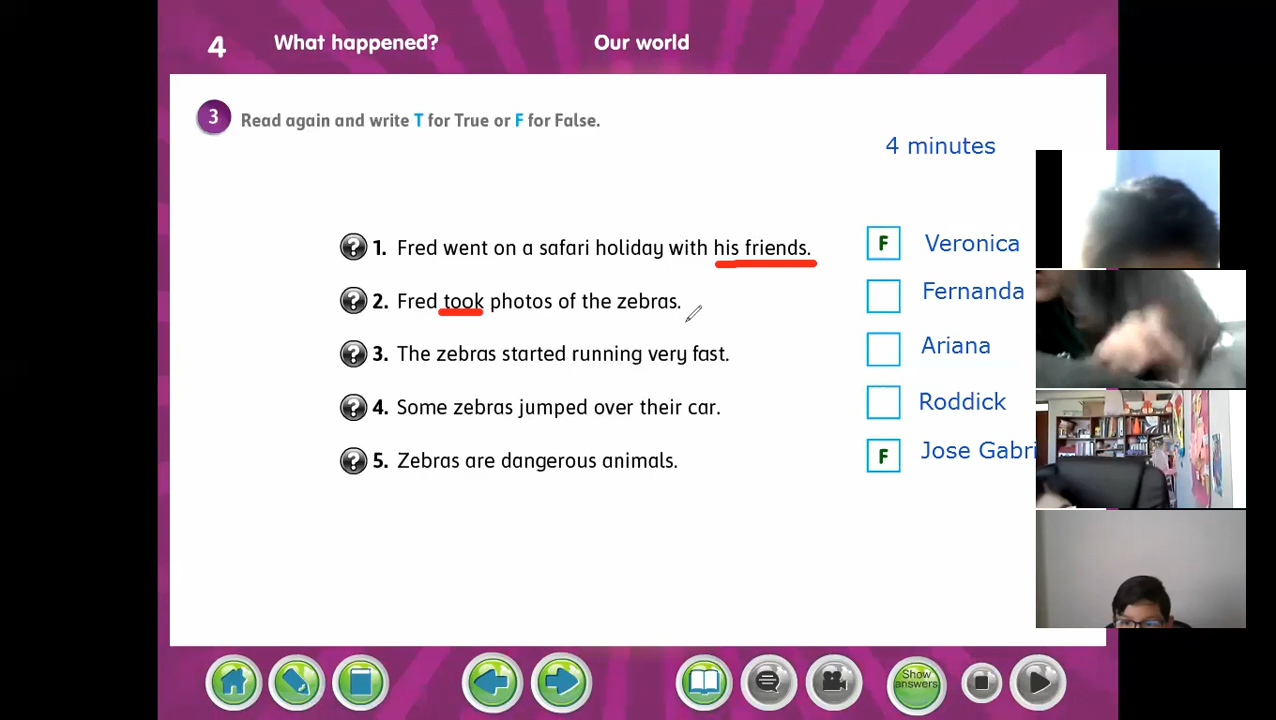 4 What happened? Our world
3 Read again and write T for True or F for False.
4 minutes
1. Fred went on a safari holiday with his friends. F Veronica
2. Fred took photos of the zebras. Fernanda
3. The zebras started running very fast. Ariana
4. Some zebras jumped over their car. Roddick
5. Zebras are dangerous animals. F Jose Gabri
Show
answers